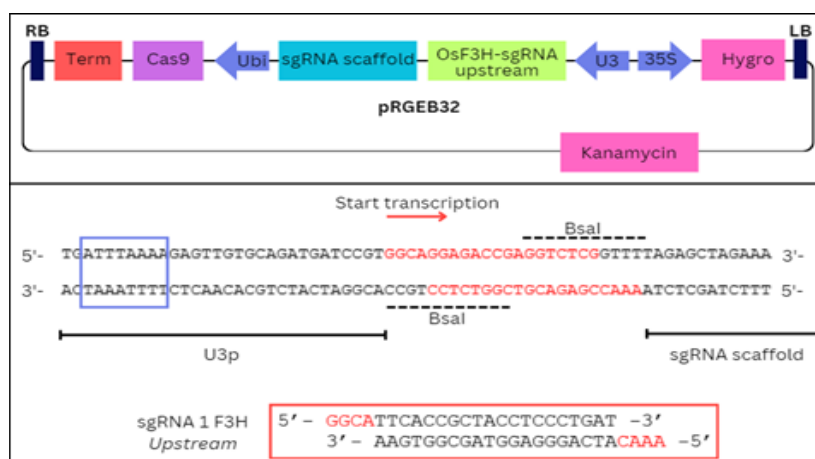 RB LB
Term Cas9 Ubi sgRNA scaffold OsF3H-sgRNA upstream U3 35S Hygro
pRGEB32
Kanamycin
Start transcription
BsaI
5'- TGATTTAAAAGAGTTGTGCAGATGATCCGTGGCAGGAGACCGAGGTCTCGGTTTTAGAGCTAGAAA 3'-
3'- ACTAAATTTTCTCAACACGTCTACTAGGCACCGTCCTCTGGCTGCAGAGCCAAAATCTCGATCTTT 5'-
BsaI
U3p
sgRNA scaffold
sgRNA 1 F3H 5' - GGCATTCACCGCTACCTCCCTGAT -3'
Upstream 3' - AAGTGGCGATGGAGGGACTACAAA -5'